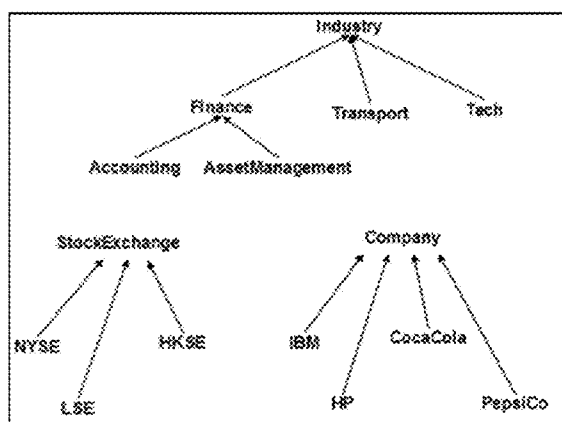 Industry
Finance Transport Tech
Accounting AssetManagement
StockExchange Company
NYSE HKSE IBM CocaCola
LSE HP PepsiCo